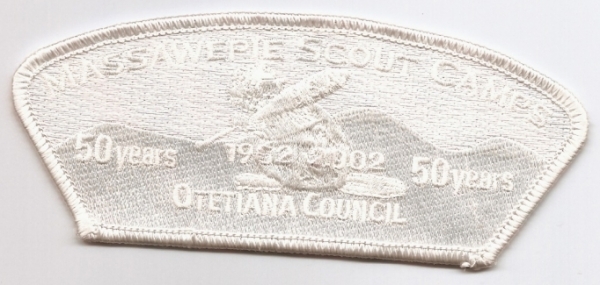 MASSAWEPIE SCOUT CAMPS
50 years 1952 2002 50 years
OTETIANA COUNCIL